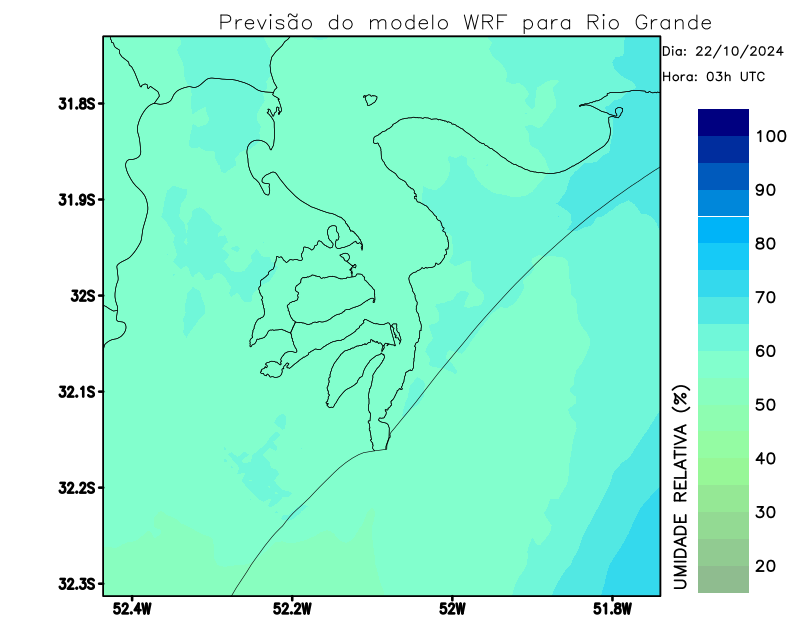 Previsão do modelo WRF para Rio Grande
Dia: 22/10/2024
Hora: 03h UTC
31.8S
31.9S
32S
32.1S
32.2S
32.3S
52.4W
52.2W
52W
51.8W
100
90
80
70
60
50
40
30
20
UMIDADE RELATIVA (%)